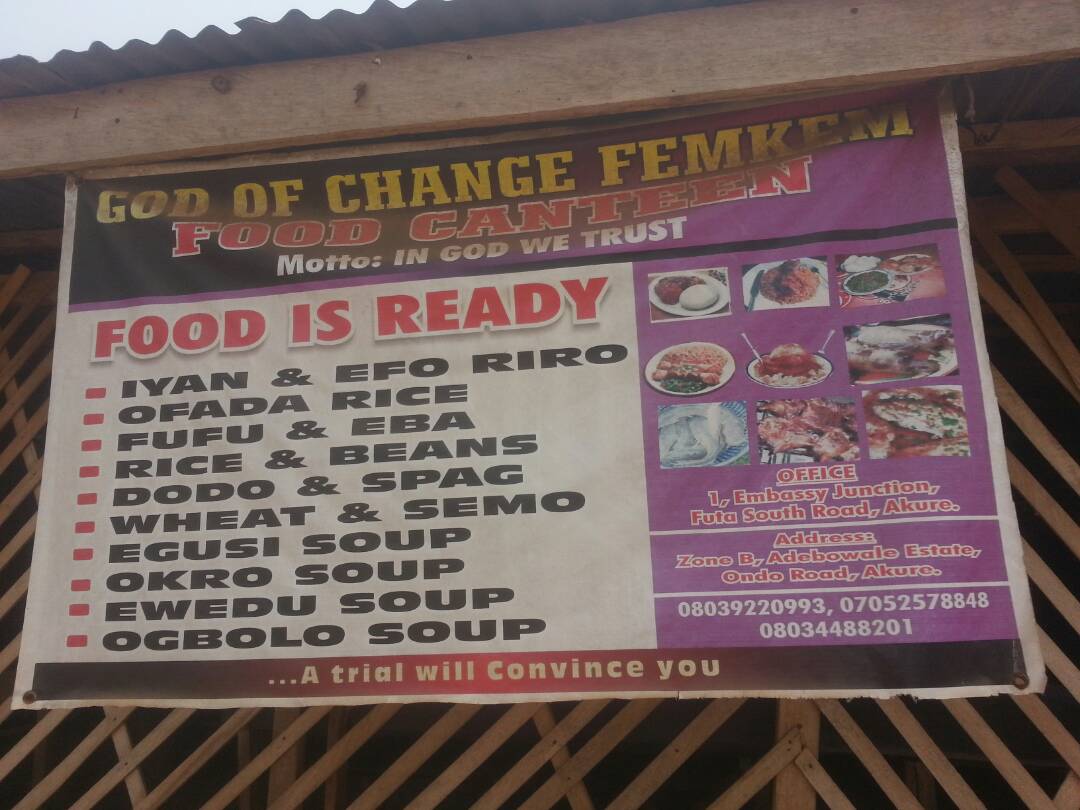 GOD OF CHANGE FEMKEM
FOOD CANTEEN
Motto: IN GOD WE TRUST
FOOD IS READY
IYAN & EFO RIRO
OFADA RICE
FUFU & EBA
RICE & BEANS
DODO & SPAG
WHEAT & SEMO
EGUSI SOUP
OKRO SOUP
EWEDU SOUP
OGBOLO SOUP
OFFICE
1, Embassy Junction,
Futa South Road, Akure.
Address:
Zone B, Adebowale Estate,
Ondo Road, Akure.
08039220993, 07052578848
08034488201
...A trial will Convince you